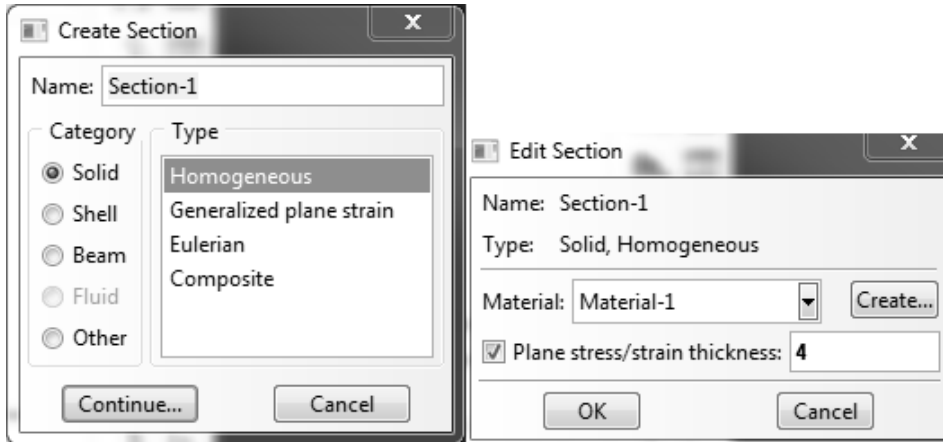 Create Section
X
Name: Section-1
Category
Type
Solid
Shell
Beam
Fluid
Other
Homogeneous
Generalized plane strain
Eulerian
Composite
Continue...
Cancel
Edit Section
X
Name: Section-1
Type: Solid, Homogeneous
Material: Material-1
Create...
Plane stress/strain thickness: 4
OK
Cancel